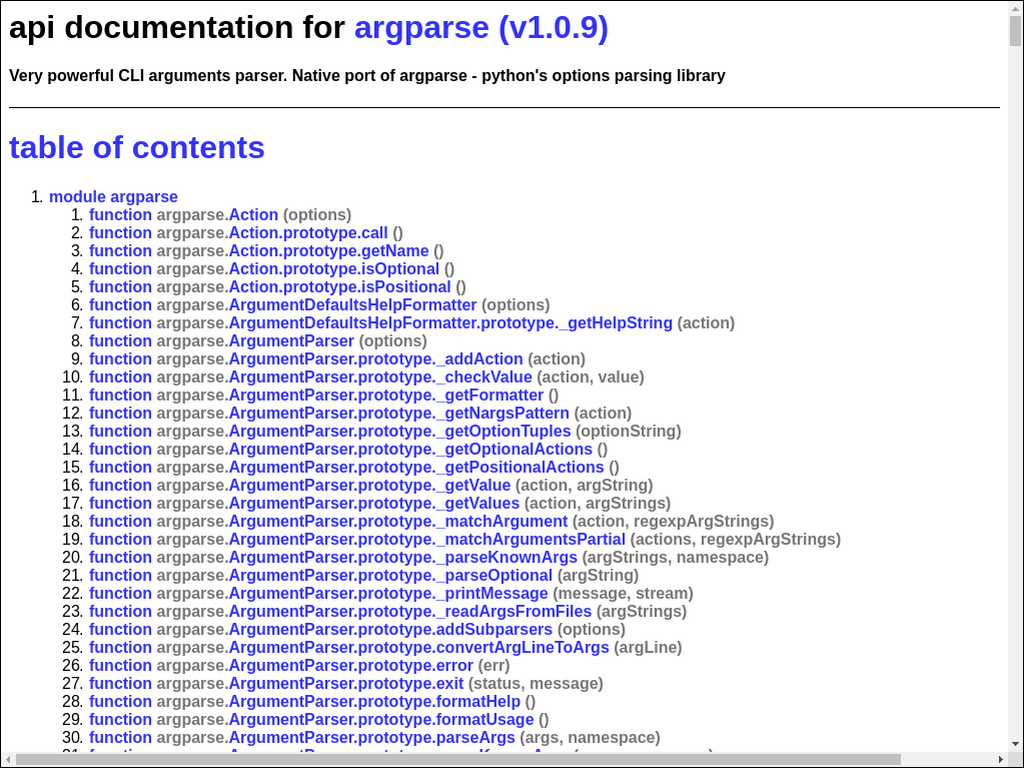 api documentation for argparse (v1.0.9)
Very powerful CLI arguments parser. Native port of argparse - python's options parsing library
table of contents
1. module argparse
1. function argparse.Action (options)
2. function argparse.Action.prototype.call ()
3. function argparse.Action.prototype.getName ()
4. function argparse.Action.prototype.isOptional ()
5. function argparse.Action.prototype.isPositional ()
6. function argparse.ArgumentDefaultsHelpFormatter (options)
7. function argparse.ArgumentDefaultsHelpFormatter.prototype._getHelpString (action)
8. function argparse.ArgumentParser (options)
9. function argparse.ArgumentParser.prototype._addAction (action)
10. function argparse.ArgumentParser.prototype._checkValue (action, value)
11. function argparse.ArgumentParser.prototype._getFormatter ()
12. function argparse.ArgumentParser.prototype._getNargsPattern (action)
13. function argparse.ArgumentParser.prototype._getOptionTuples (optionString)
14. function argparse.ArgumentParser.prototype._getOptionalActions ()
15. function argparse.ArgumentParser.prototype._getPositionalActions ()
16. function argparse.ArgumentParser.prototype._getValue (action, argString)
17. function argparse.ArgumentParser.prototype._getValues (action, argStrings)
18. function argparse.ArgumentParser.prototype._matchArgument (action, regexpArgStrings)
19. function argparse.ArgumentParser.prototype._matchArgumentsPartial (actions, regexpArgStrings)
20. function argparse.ArgumentParser.prototype._parseKnownArgs (argStrings, namespace)
21. function argparse.ArgumentParser.prototype._parseOptional (argString)
22. function argparse.ArgumentParser.prototype._printMessage (message, stream)
23. function argparse.ArgumentParser.prototype._readArgsFromFiles (argStrings)
24. function argparse.ArgumentParser.prototype.addSubparsers (options)
25. function argparse.ArgumentParser.prototype.convertArgLineToArgs (argLine)
26. function argparse.ArgumentParser.prototype.error (err)
27. function argparse.ArgumentParser.prototype.exit (status, message)
28. function argparse.ArgumentParser.prototype.formatHelp ()
29. function argparse.ArgumentParser.prototype.formatUsage ()
30. function argparse.ArgumentParser.prototype.parseArgs (args, namespace)